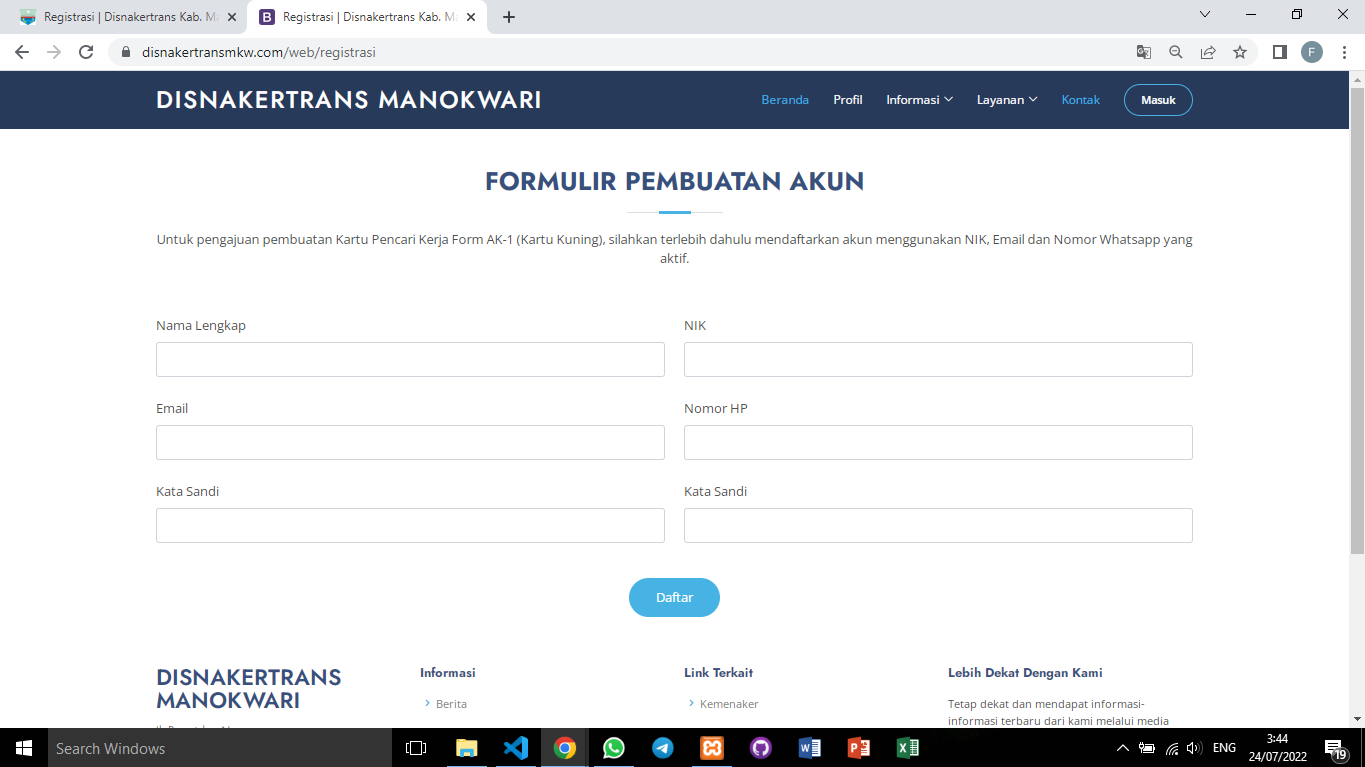 Registrasi | Disnakertrans Kab. Ma
Registrasi | Disnakertrans Kab. Ma
disnakertransmkw.com/web/registrasi
F
DISNAKERTRANS MANOKWARI
Beranda Profil Informasi Layanan Kontak Masuk
FORMULIR PEMBUATAN AKUN
Untuk pengajuan pembuatan Kartu Pencari Kerja Form AK-1 (Kartu Kuning), silahkan terlebih dahulu mendaftarkan akun menggunakan NIK, Email dan Nomor Whatsapp yang
aktif.
Nama Lengkap NIK
Email Nomor HP
Kata Sandi Kata Sandi
Daftar
DISNAKERTRANS
MANOKWARI
Informasi
Berita
Link Terkait
Kemenaker
Lebih Dekat Dengan Kami
Tetap dekat dan mendapat informasi-
informasi terbaru dari kami melalui media
Search Windows
ENG
3:44
24/07/2022
19